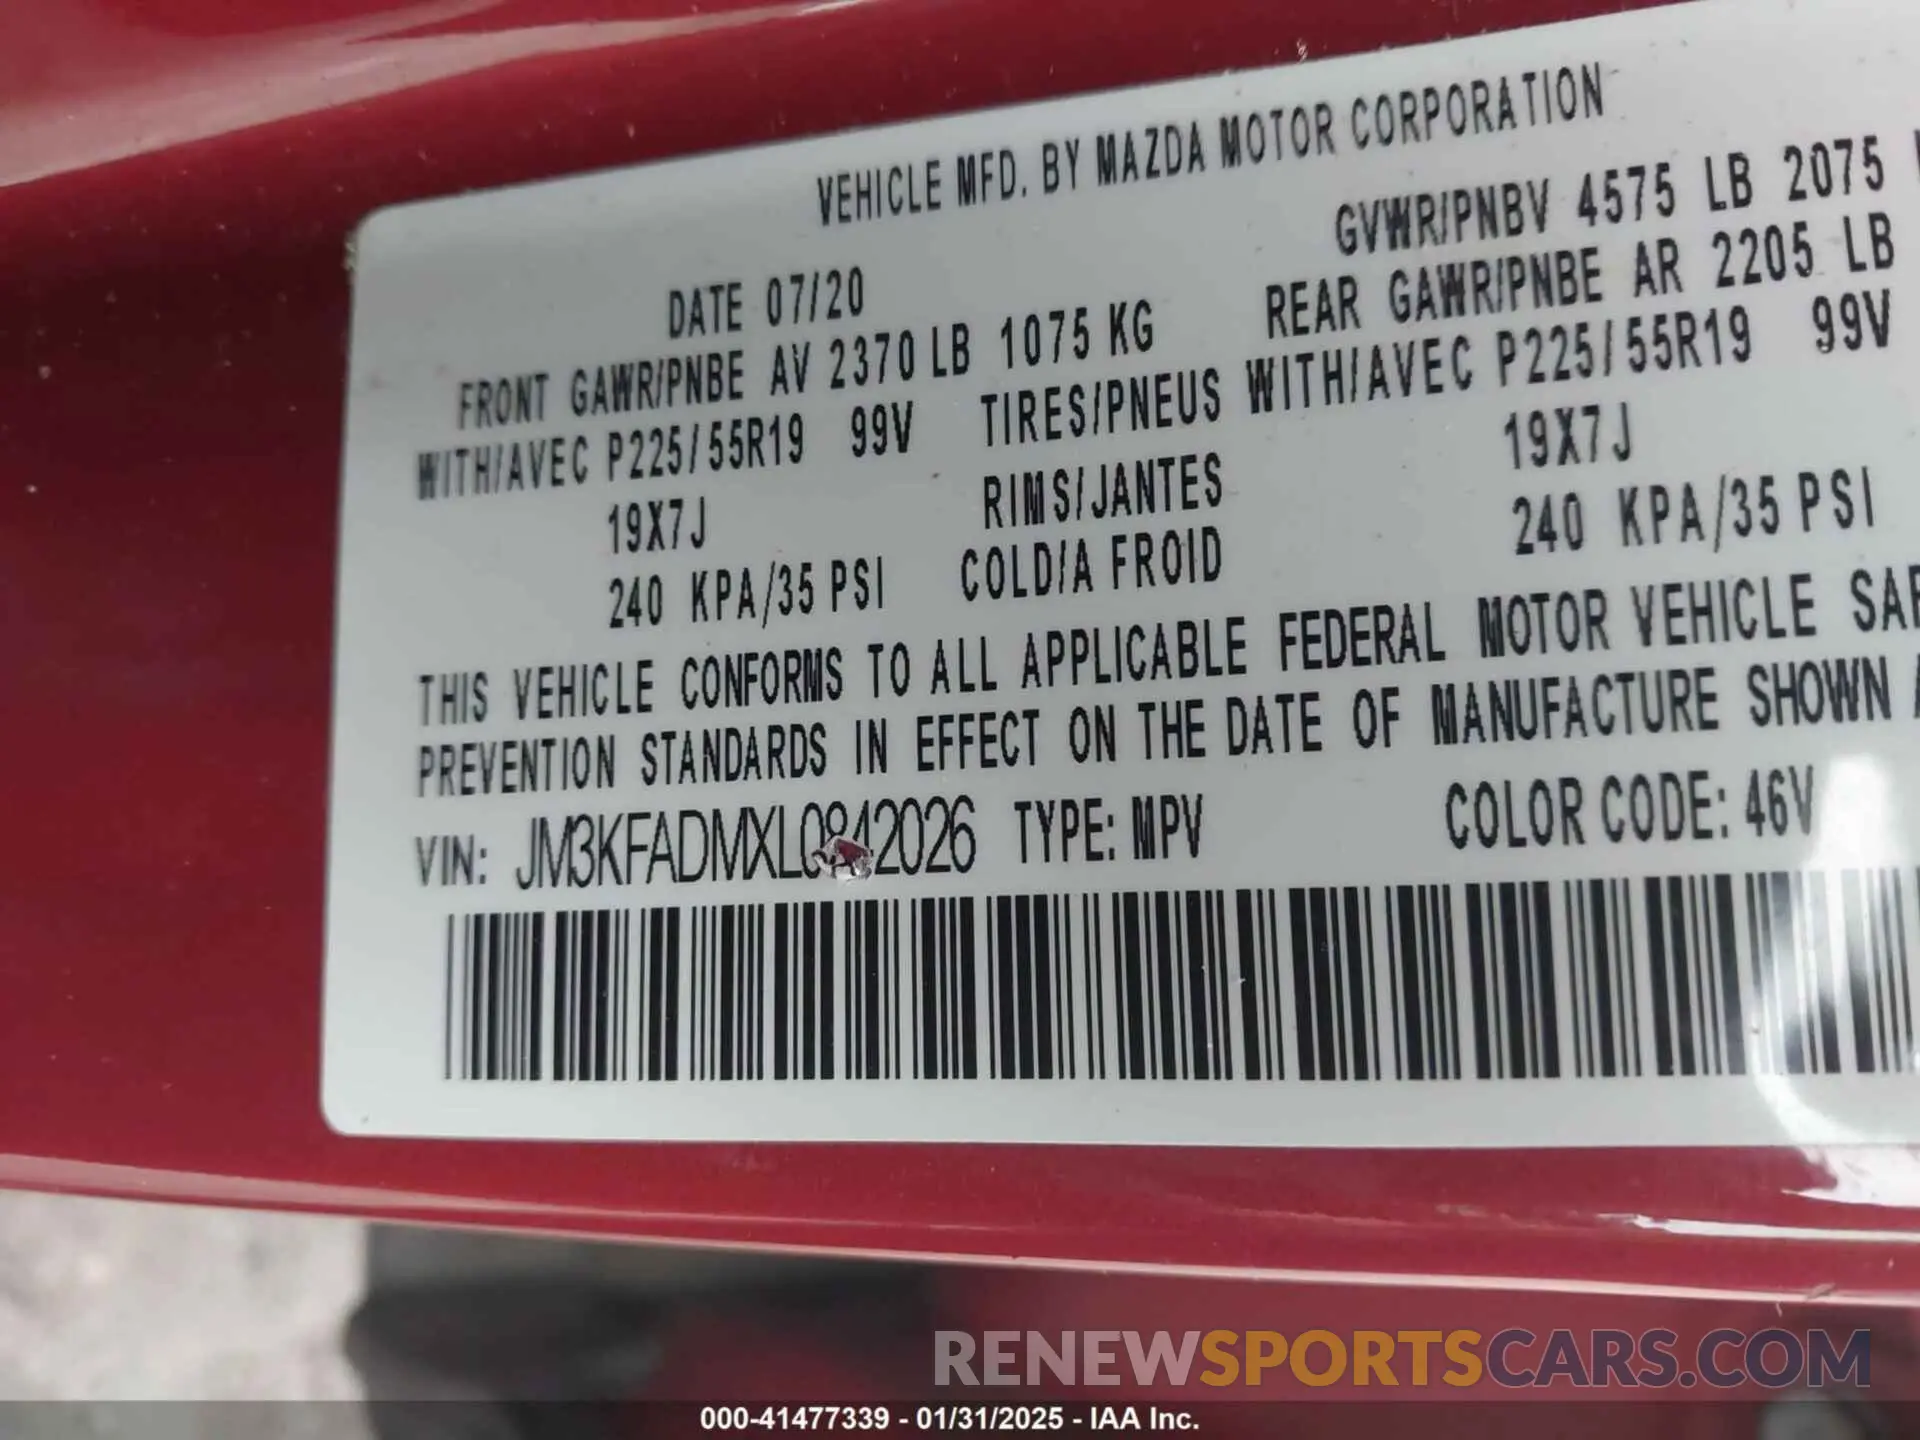 VEHICLE MFD. BY MAZDA MOTOR CORPORATION
DATE 07/20 GVWR/PNBV 4575 LB 2075
FRONT GAWR/PNBE AV 2370 LB 1075 KG REAR GAWR/PNBE AR 2205 LB
WITH/AVEC P225/55R19 99V TIRES/PNEUS WITH/AVEC P225/55R19 99V
19X7J RIMS/JANTES 19X7J
240 KPA/35 PSI COLD/A FROID 240 KPA/35 PSI
THIS VEHICLE CONFORMS TO ALL APPLICABLE FEDERAL MOTOR VEHICLE
PREVENTION STANDARDS IN EFFECT ON THE DATE OF MANUFACTURE SHOWN
VIN: JM3KFADMXL0842026 TYPE: MPV COLOR CODE: 46V
RENEWSPORTSCARS.COM
000-41477339 - 01/31/2025 - IAA Inc.